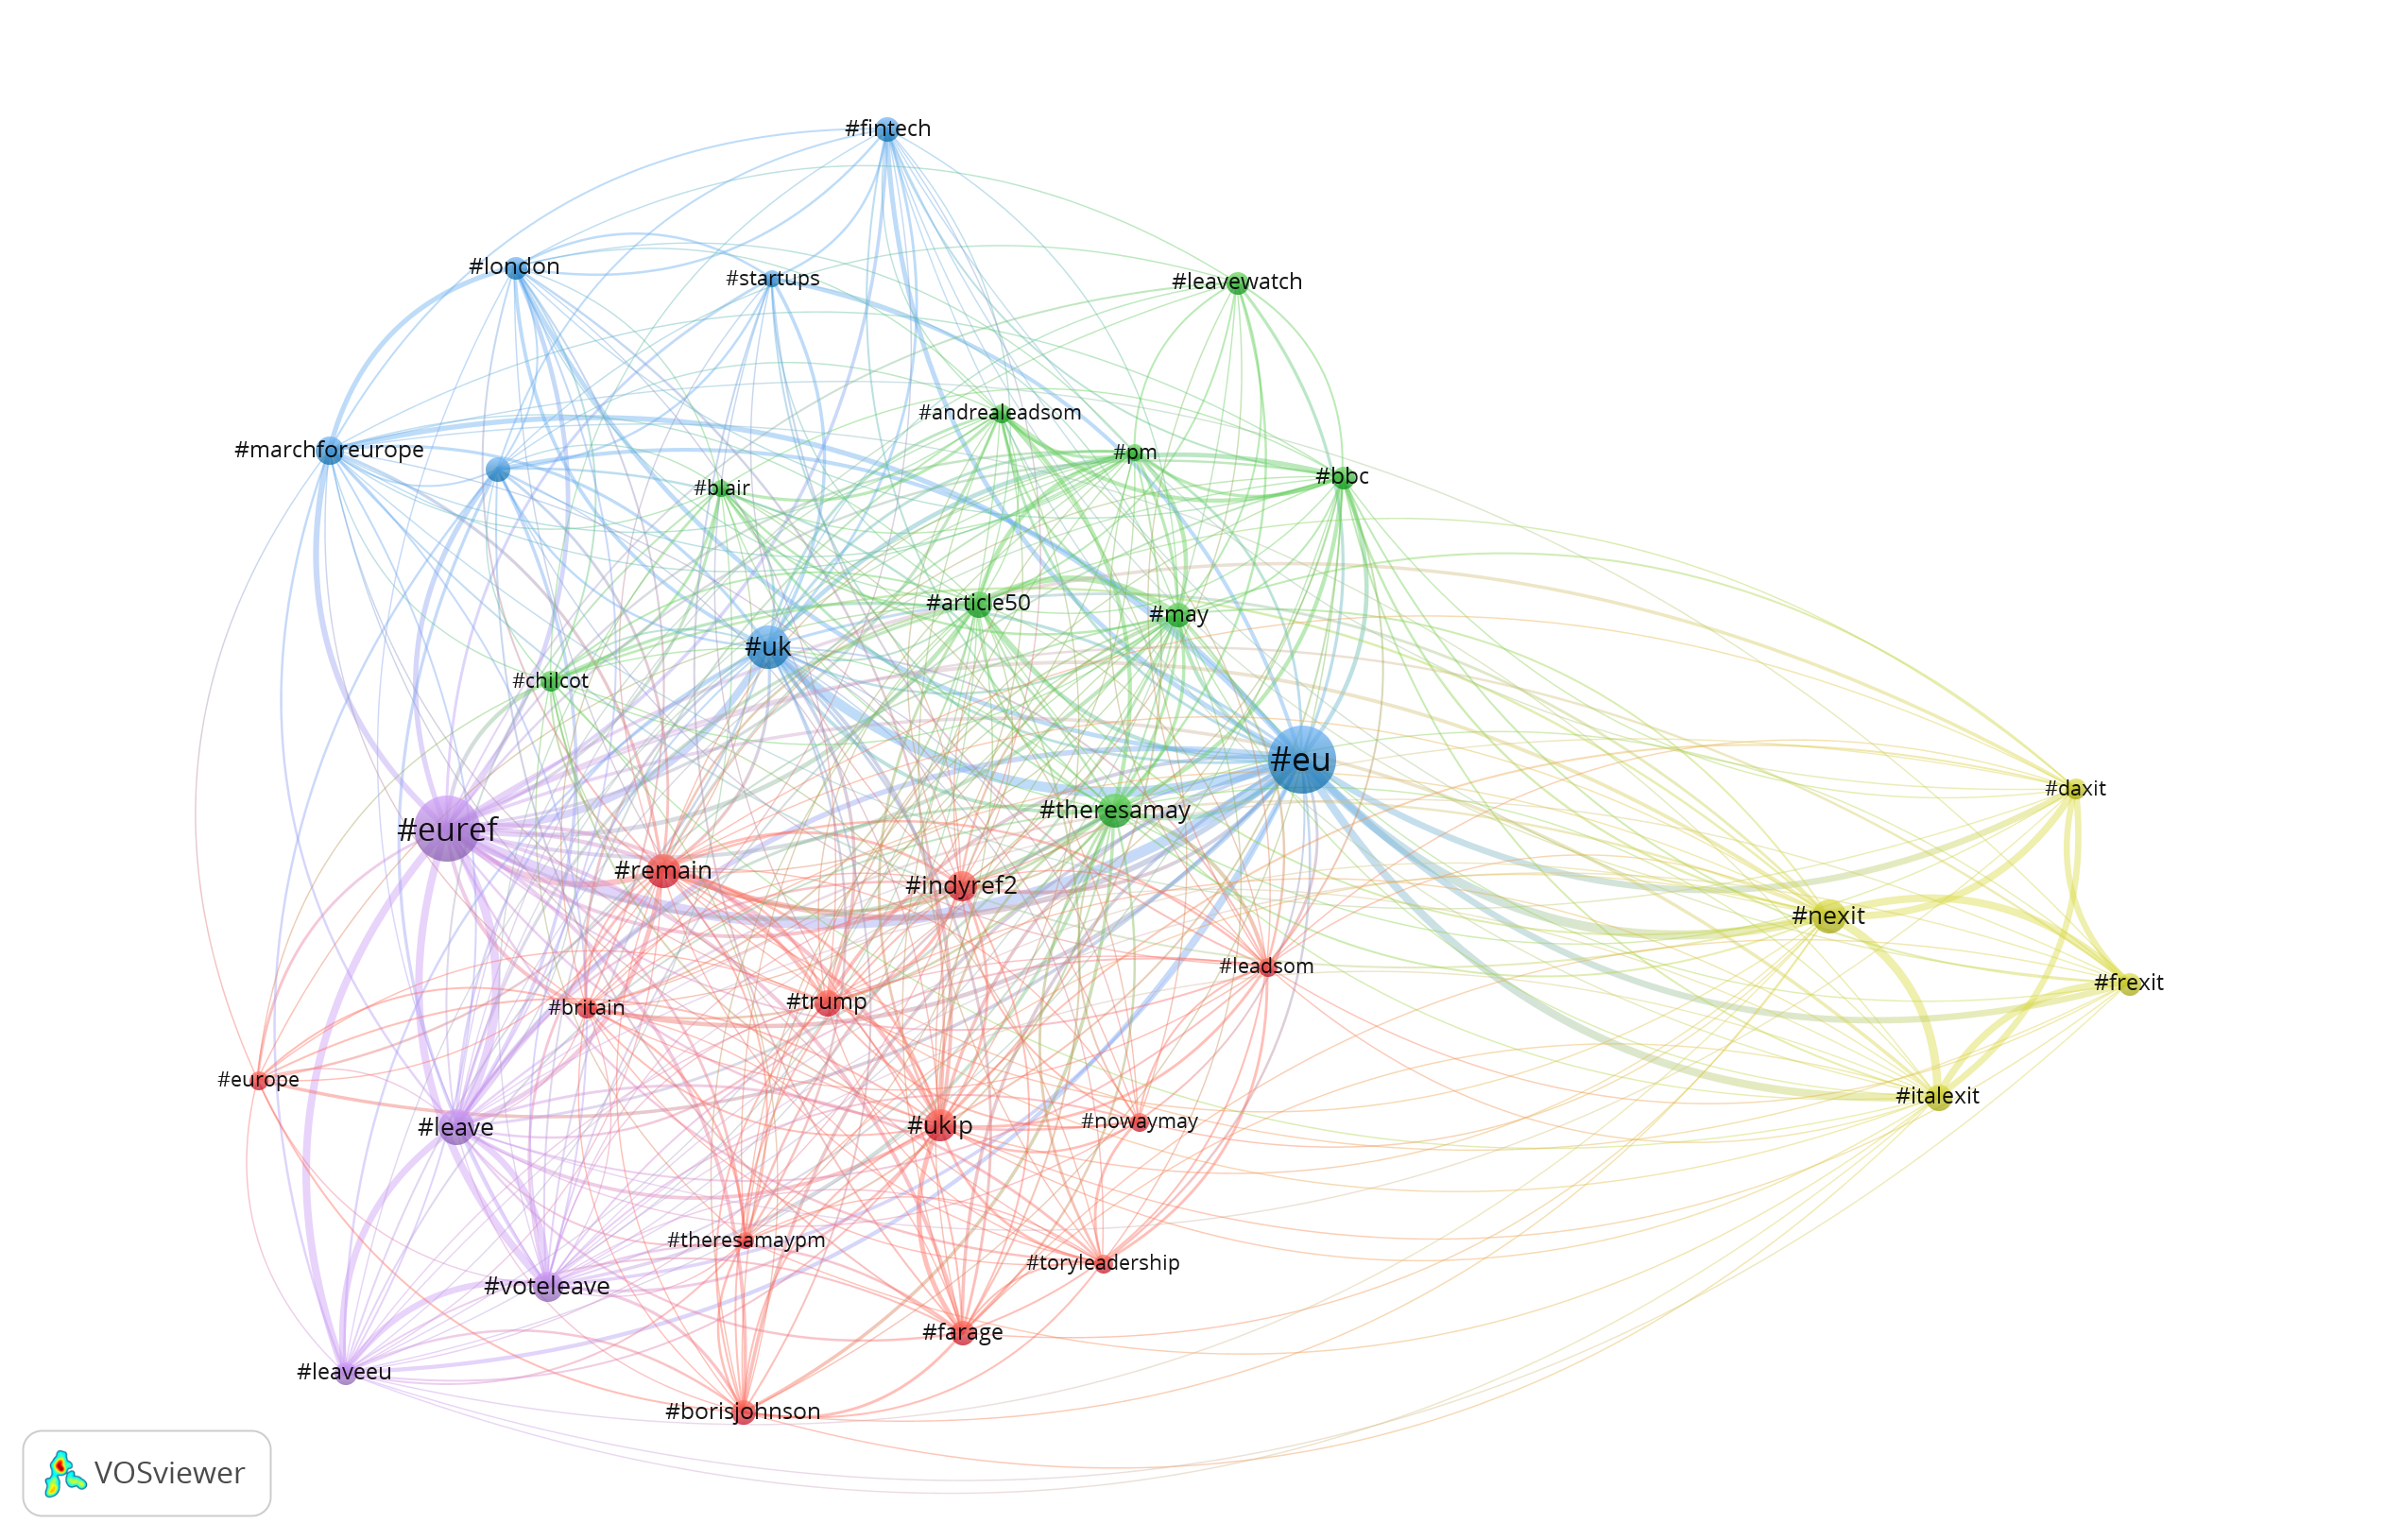 #fintech
#london
#startups
#leavewatch
#andrealeadsom
#marchforeurope
#pm
#bbc
#blair
#article50
#may
#uk
#chilcot
#eu
#daxit
#theresamay
#euref
#remain
#indyref2
#nexit
#leadsom
#frexit
#trump
#britain
#europe
#italexit
#nowaymay
#ukip
#leave
#theresamaypm
#toryleadership
#voteleave
#farage
#leaveeu
#borisjohnson
VOSviewer